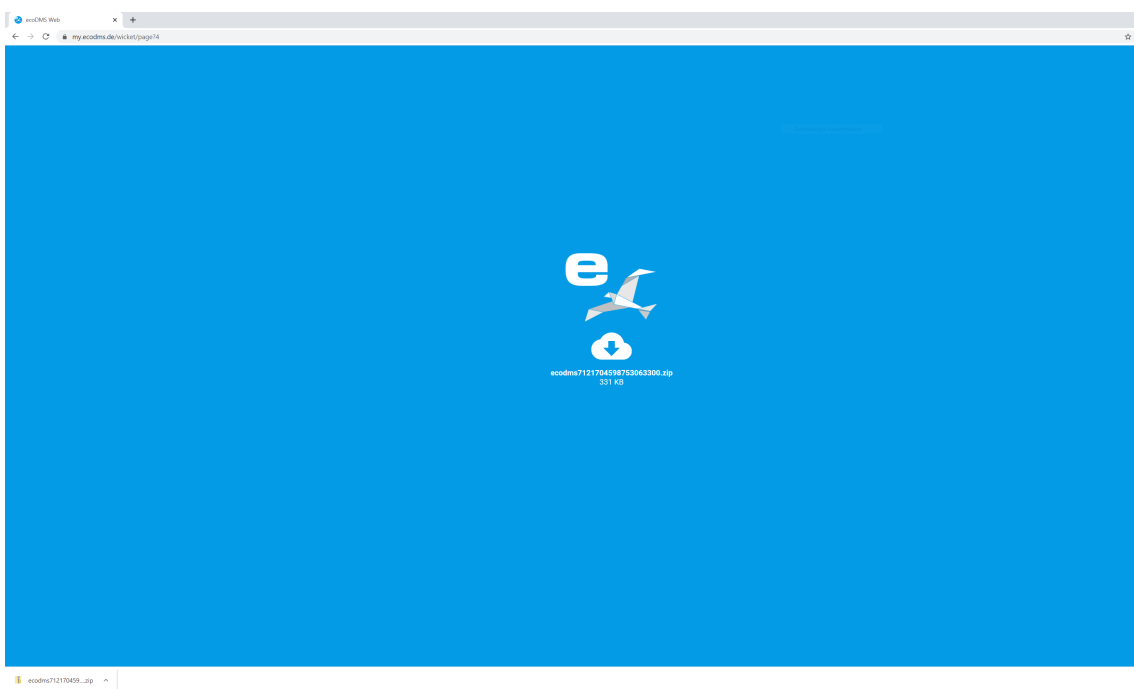 ecoDMS Web
my.ecodms.de/wicket/page?4
e
ecodms7121704598753063300.zip
331 KB
ecodms712170459....zip